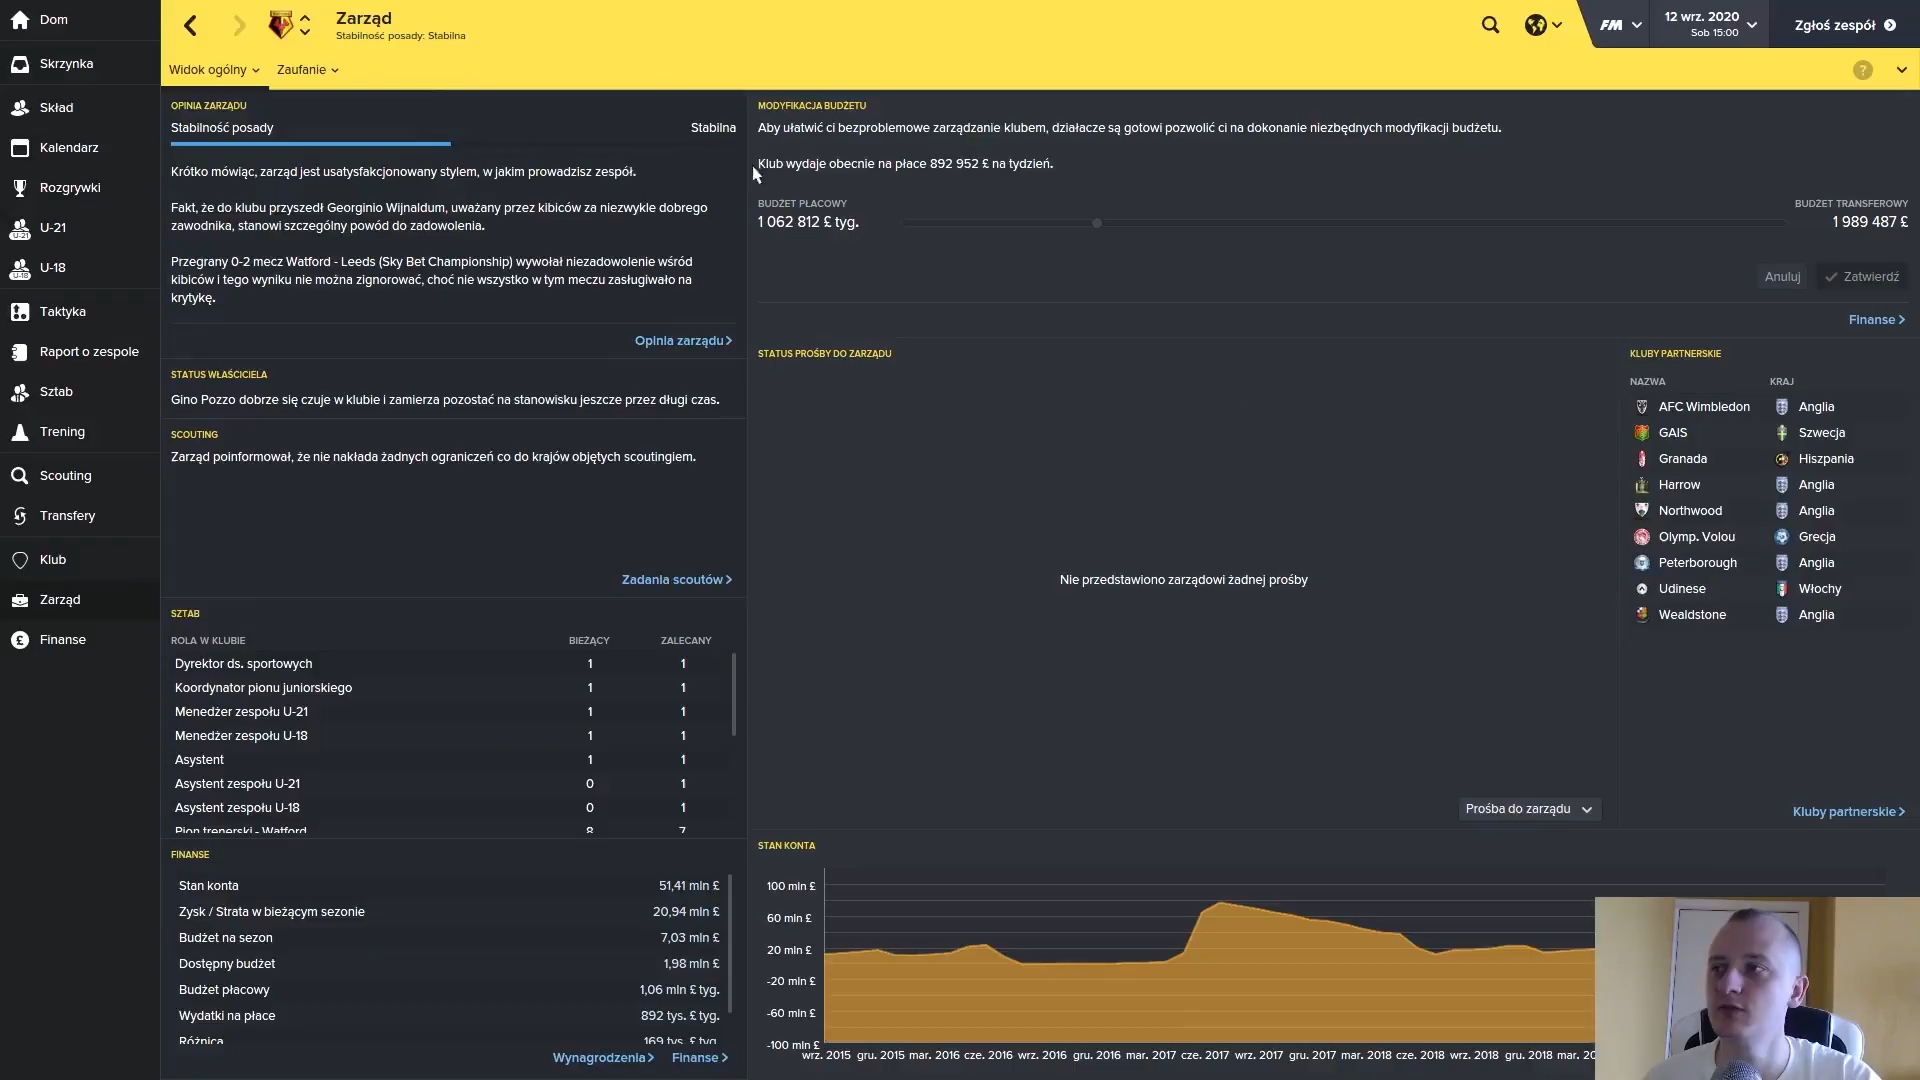 Dom
Skrzynka
Skład
Kalendarz
Rozgrywki
U-21
U-18
Taktyka
Raport o zespole
Sztab
Trening
Scouting
Transfery
Klub
Zarząd
Finanse
Zarząd
Stabilność posady: Stabilna
FM
12 wrz. 2020
Sob 15:00
Zgłoś zespół
Widok ogólny
Zaufanie
?
OPINIA ZARZĄDU
Stabilność posady Stabilna
Krótko mówiąc, zarząd jest usatysfakcjonowany stylem, w jakim prowadzisz zespół.
Fakt, że do klubu przyszedł Georginio Wijnaldum, uważany przez kibiców za niezwykle dobrego
zawodnika, stanowi szczególny powód do zadowolenia.
Przegrany 0-2 mecz Watford - Leeds (Sky Bet Championship) wywołał niezadowolenie wśród
kibiców i tego wyniku nie można zignorować, choć nie wszystko w tym meczu zasługiwało na
krytykę.
Opinia zarządu
STATUS WŁAŚCICIELA
Gino Pozzo dobrze się czuje w klubie i zamierza pozostać na stanowisku jeszcze przez długi czas.
SCOUTING
Zarząd poinformował, że nie nakłada żadnych ograniczeń co do krajów objętych scoutingiem.
Zadania scoutów
SZTAB
ROLA W KLUBIE BIEŻĄCY ZALECANY
Dyrektor ds. sportowych 1 1
Koordynator pionu juniorskiego 1 1
Menedżer zespołu U-21 1 1
Menedżer zespołu U-18 1 1
Asystent 1 1
Asystent zespołu U-21 0 1
Asystent zespołu U-18 0 1
Pion trenerski - Watford 8 7
FINANSE
Stan konta 51,41 mln £
Zysk / Strata w bieżącym sezonie 20,94 mln £
Budżet na sezon 7,03 mln £
Dostępny budżet 1,98 mln £
Budżet płacowy 1,06 mln £ tyg.
Wydatki na płace 892 tys. £ tyg.
Różnica 169 tys. £ tyg.
Wynagrodzenia Finanse
MODYFIKACJA BUDŻETU
Aby ułatwić ci bezproblemowe zarządzanie klubem, działacze są gotowi pozwolić ci na dokonanie niezbędnych modyfikacji budżetu.
Klub wydaje obecnie na płace 892 952 £ na tydzień.
BUDŻET PŁACOWY BUDŻET TRANSFEROWY
1 062 812 £ tyg. 1 989 487 £
Anuluj Zatwierdź
Finanse
STATUS PROŚBY DO ZARZĄDU
Nie przedstawiono zarządowi żadnej prośby
Prośba do zarządu
KLUBY PARTNERSKIE
NAZWA KRAJ
AFC Wimbledon Anglia
GAIS Szwecja
Granada Hiszpania
Harrow Anglia
Northwood Anglia
Olymp. Volou Grecja
Peterborough Anglia
Udinese Włochy
Wealdstone Anglia
Kluby partnerskie
STAN KONTA
100 mln £
60 mln £
20 mln £
-20 mln £
-60 mln £
-100 mln £
wrz. 2015 gru. 2015 mar. 2016 cze. 2016 wrz. 2016 gru. 2016 mar. 2017 cze. 2017 wrz. 2017 gru. 2017 mar. 2018 cze. 2018 wrz. 2018 gru. 2018 mar. 20